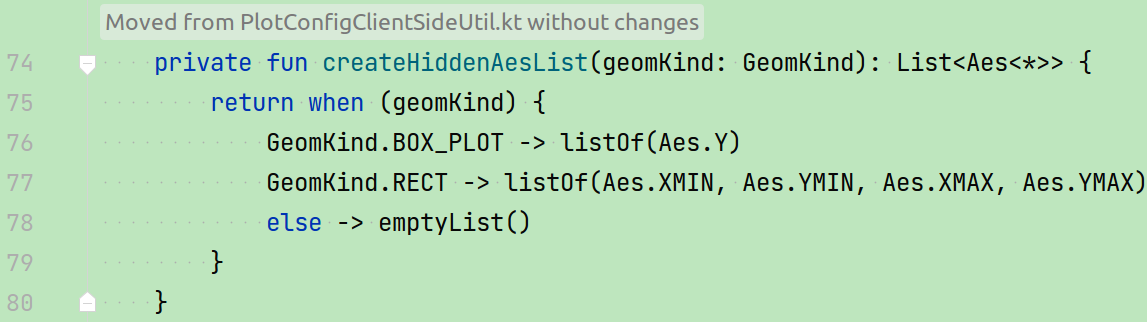 Moved from PlotConfigClientSideUtil.kt without changes
74 private fun createHiddenAesList(geomKind: GeomKind): List<Aes<*>> {
75 return when (geomKind) {
76 GeomKind.BOX_PLOT -> listOf(Aes.Y)
77 GeomKind.RECT -> listOf(Aes.XMIN, Aes.YMIN, Aes.XMAX, Aes.YMAX)
78 else -> emptyList()
79 }
80 }